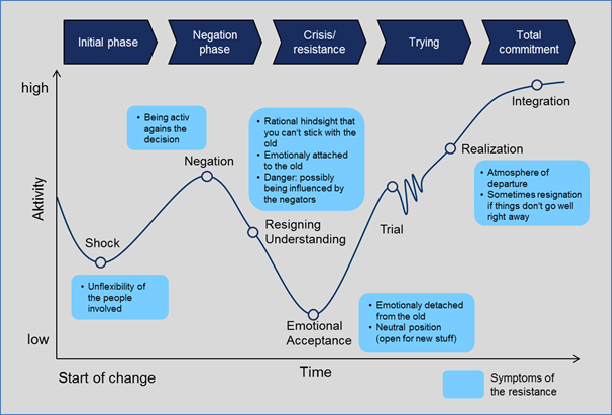 Initial phase
Negation
phase
Crisis/
resistance
Trying
Total
commitment
high
Aktivity
low
Being activ
agains the
decision
Rational hindsight that
you can't stick with the
old
Emotionaly attached
to the old
Danger: possibly
being influenced by
the negators
Integration
Realization
Negation
Atmosphere of
departure
Sometimes resignation
if things don't go well
right away
Resigning
Understanding
Trial
Shock
Unflexibility of
the people
involved
Emotionaly detached
from the old
Neutral position
(open for new stuff)
Emotional
Acceptance
Start of change
Time
Symptoms of
the resistance